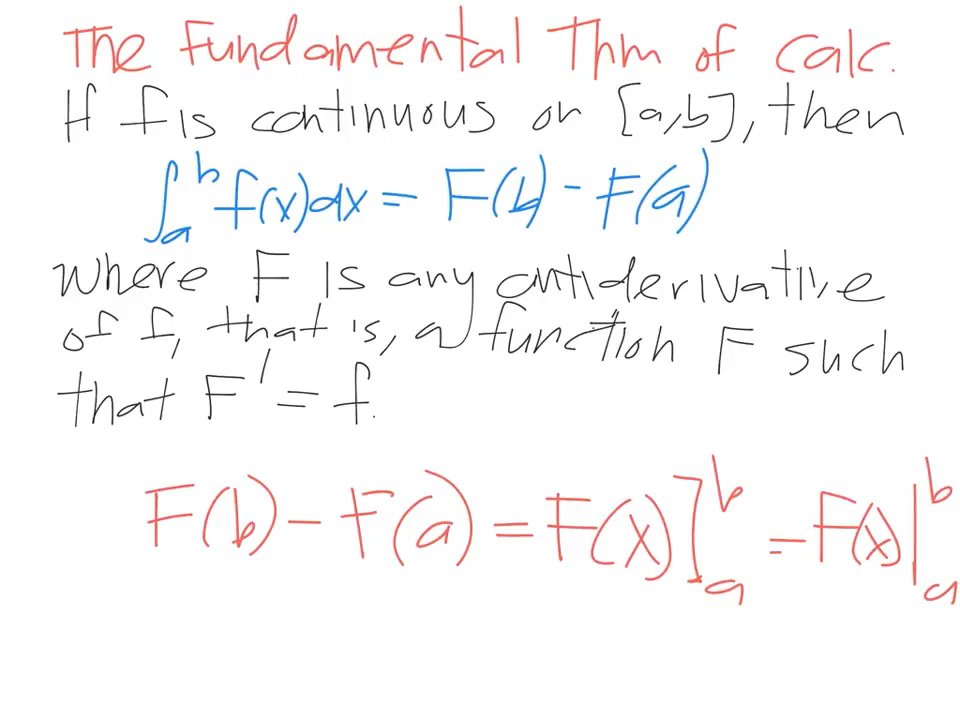 The Fundamental Thm of Calc.
If f is continuous on [a,b], then
∫_a^b f(x)dx = F(b) - F(a)
where F is any antiderivative
of f, that is, a function F such
that F' = f.
F(b) - F(a) = F(x)]_a^b = F(x)|_a^b